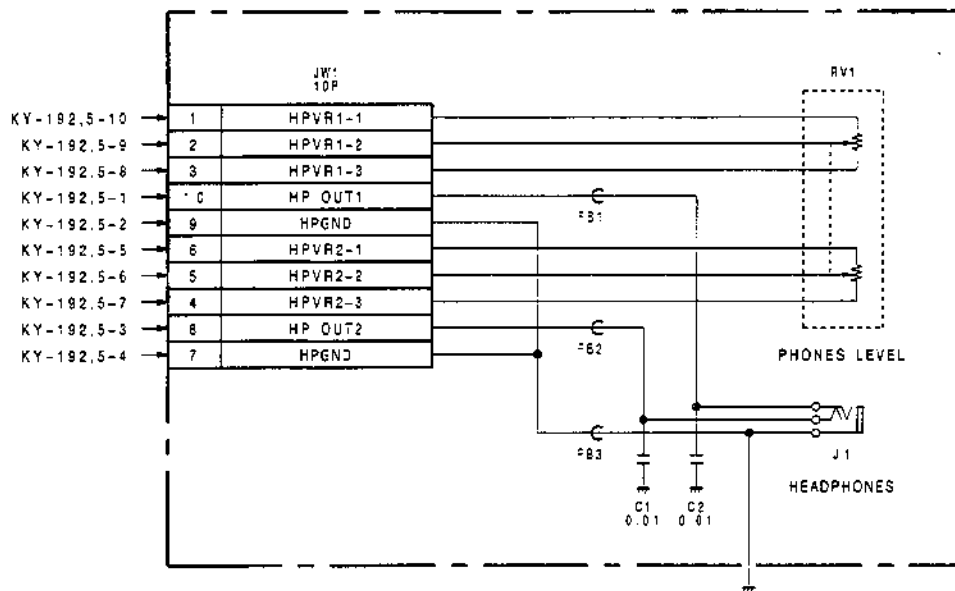 JW1
10P
RV1
KY-192,5-10 1 HPVR1-1
KY-192,5-9 2 HPVR1-2
KY-192,5-8 3 HPVR1-3
KY-192,5-1 10 HP OUT1
KY-192,5-2 9 HPGND
KY-192,5-5 6 HPVR2-1
KY-192,5-6 5 HPVR2-2
KY-192,5-7 4 HPVR2-3
KY-192,5-3 8 HP OUT2
KY-192,5-4 7 HPGND
FB1
FB2
PHONES LEVEL
FB3
J1
HEADPHONES
C1
0.01
C2
0.01